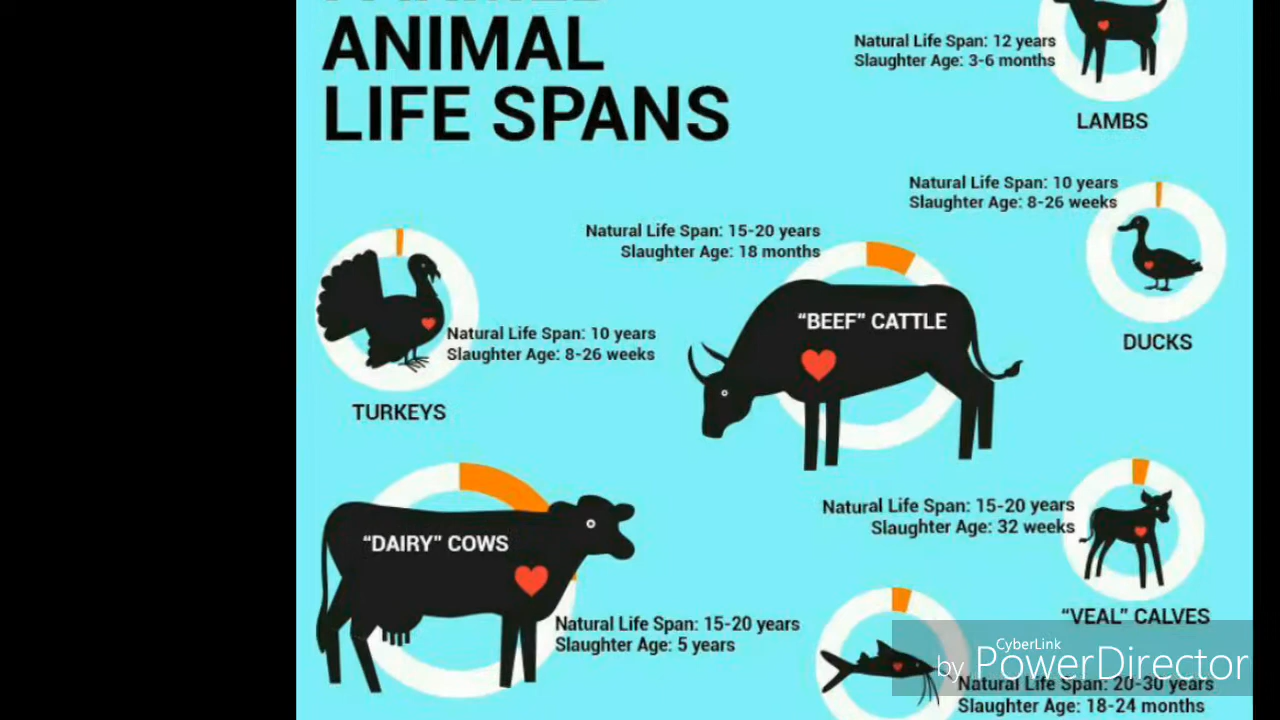 ANIMAL
LIFE SPANS
Natural Life Span: 12 years
Slaughter Age: 3-6 months
LAMBS
Natural Life Span: 10 years
Slaughter Age: 8-26 weeks
DUCKS
Natural Life Span: 15-20 years
Slaughter Age: 18 months
"BEEF" CATTLE
Natural Life Span: 10 years
Slaughter Age: 8-26 weeks
TURKEYS
"DAIRY" COWS
Natural Life Span: 15-20 years
Slaughter Age: 5 years
Natural Life Span: 15-20 years
Slaughter Age: 32 weeks
"VEAL" CALVES
CyberLink
by PowerDirector
Natural Life Span: 20-30 years
Slaughter Age: 18-24 months